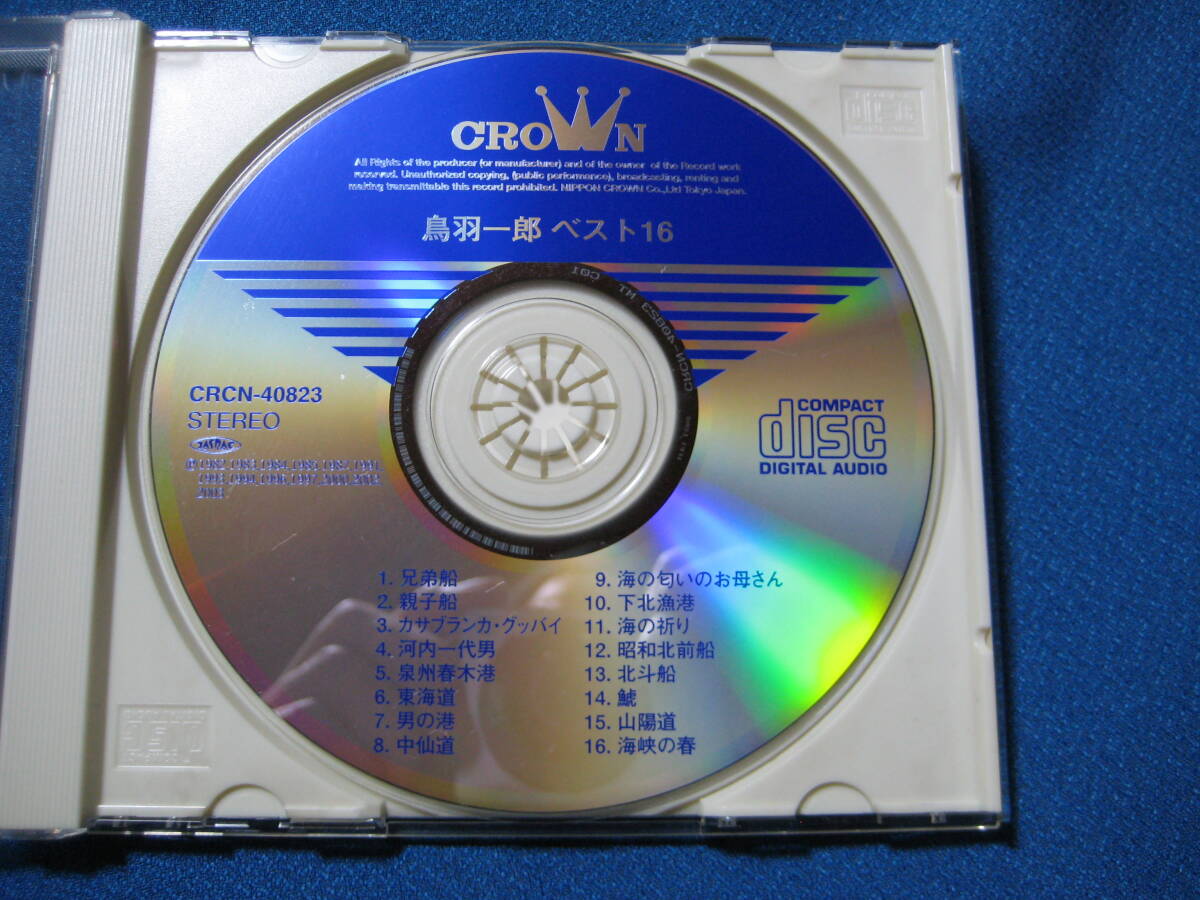 CROWN
All Rights of the producer (or manufacturer) and of the owner of the Record work
reserved. Unauthorized copying, (public performance), broadcasting, renting and
making transmittable this record prohibited. NIPPON CROWN Co.,Ltd Tokyo Japan.
鳥羽一郎 ベスト16
CRCN-40823 M1 C01
CRCN-40823
STEREO
JASRAC
COMPACT
disc
DIGITAL AUDIO
1. 兄弟船
2. 親子船
3. カサブランカ・グッバイ
4. 河内一代男
5. 泉州春木港
6. 東海道
7. 男の港
8. 中仙道
9. 海の匂いのお母さん
10. 下北漁港
11. 海の祈り
12. 昭和北前船
13. 北斗船
14. 鯱
15. 山陽道
16. 海峡の春